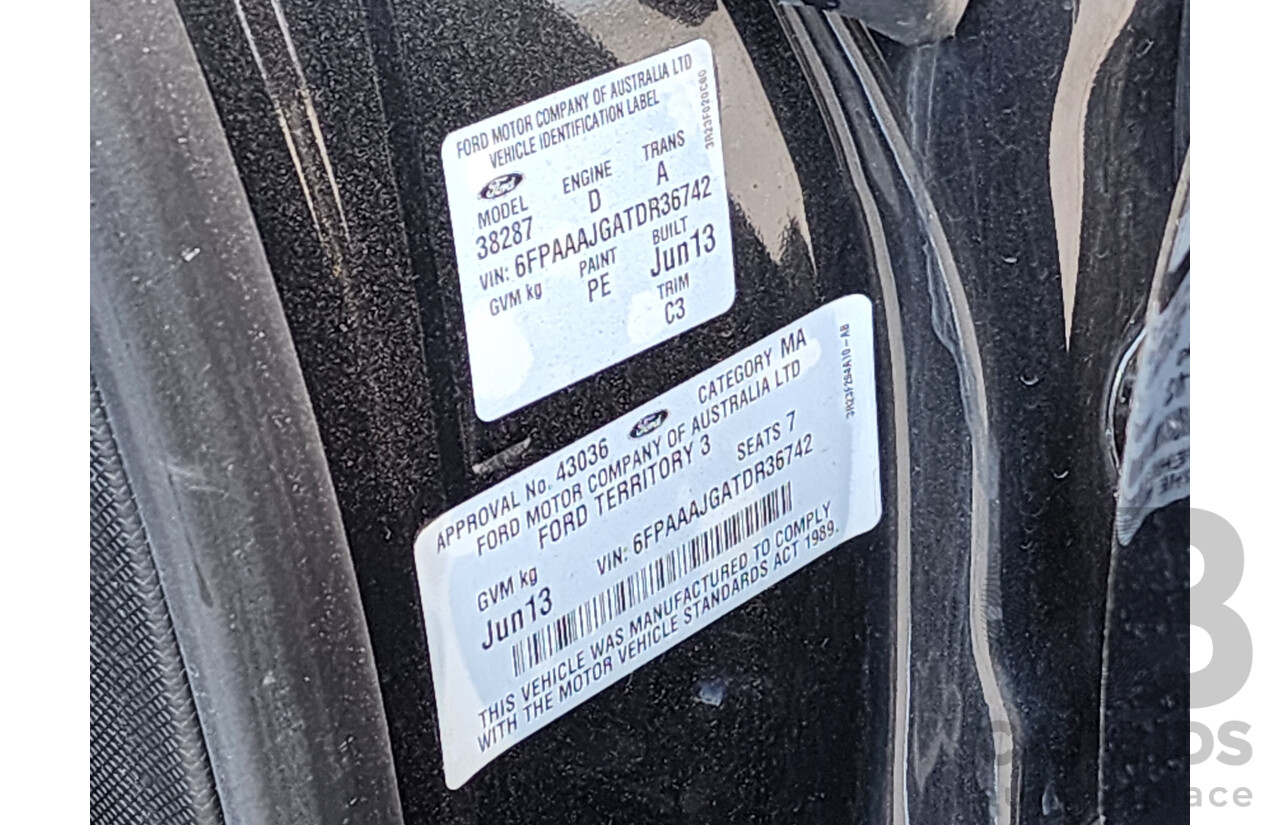 FORD MOTOR COMPANY OF AUSTRALIA LTD
VEHICLE IDENTIFICATION LABEL
Ford
MODEL ENGINE TRANS
38287 D A
VIN: 6FPAAAJGATDR36742
GVM kg PAINT BUILT
PE Jun13
TRIM
C3
3R23F020C60
APPROVAL No. 43036 Ford CATEGORY MA
FORD MOTOR COMPANY OF AUSTRALIA LTD
FORD TERRITORY 3 SEATS 7
GVM kg VIN: 6FPAAAJGATDR36742
Jun13
THIS VEHICLE WAS MANUFACTURED TO COMPLY
WITH THE MOTOR VEHICLE STANDARDS ACT 1989.